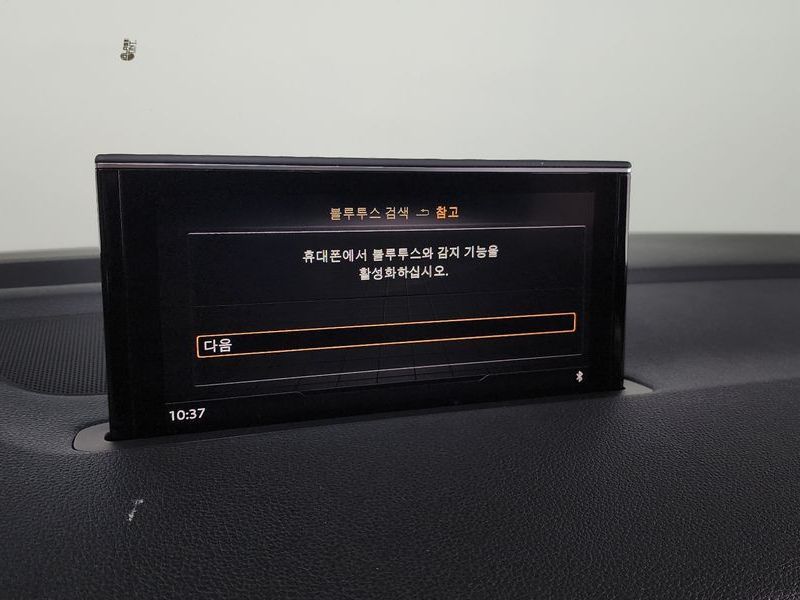 블루투스 검색 참고
휴대폰에서 블루투스와 감지 기능을
활성화하십시오.
다음
10:37